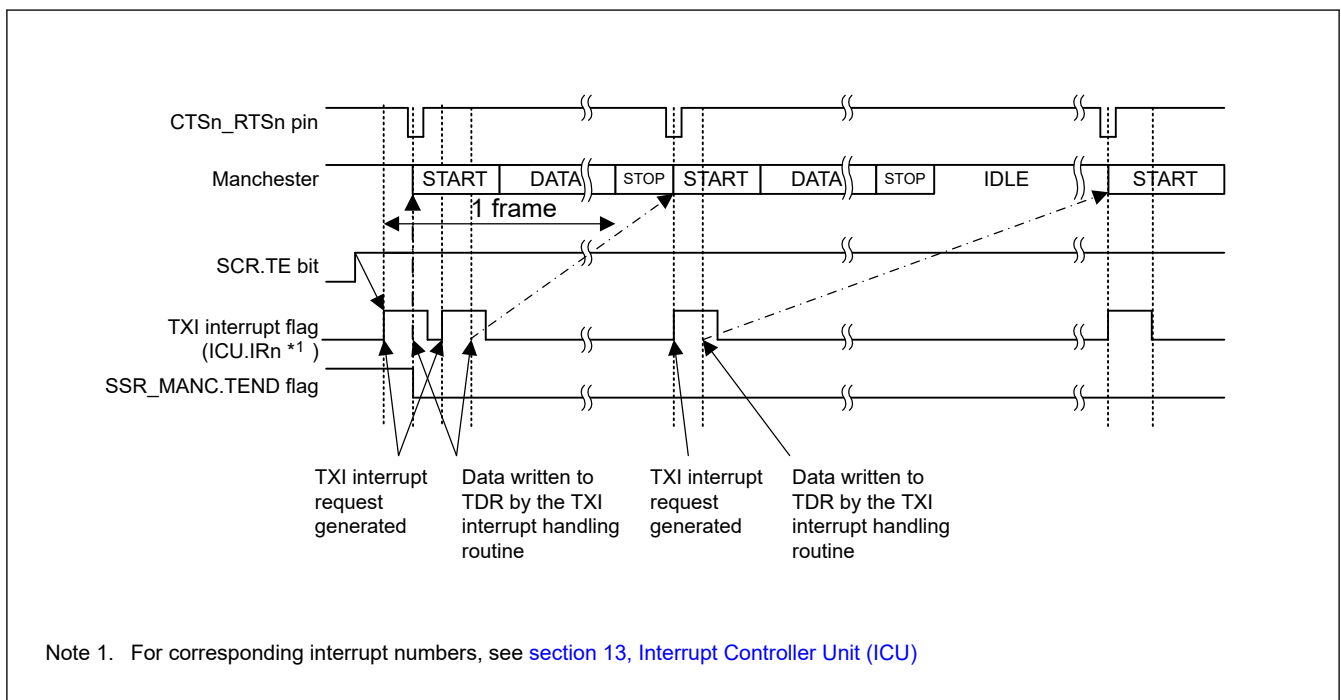 CTSn_RTSn pin
Manchester
START
DATA
STOP
START
DATA
STOP
IDLE
START
1 frame
SCR.TE bit
TXI interrupt flag
(ICU.IRn *1 )
SSR_MANC.TEND flag
TXI interrupt
request
generated
Data written to
TDR by the TXI
interrupt handling
routine
TXI interrupt
request
generated
Data written to
TDR by the TXI
interrupt handling
routine
Note 1. For corresponding interrupt numbers, see section 13, Interrupt Controller Unit (ICU)